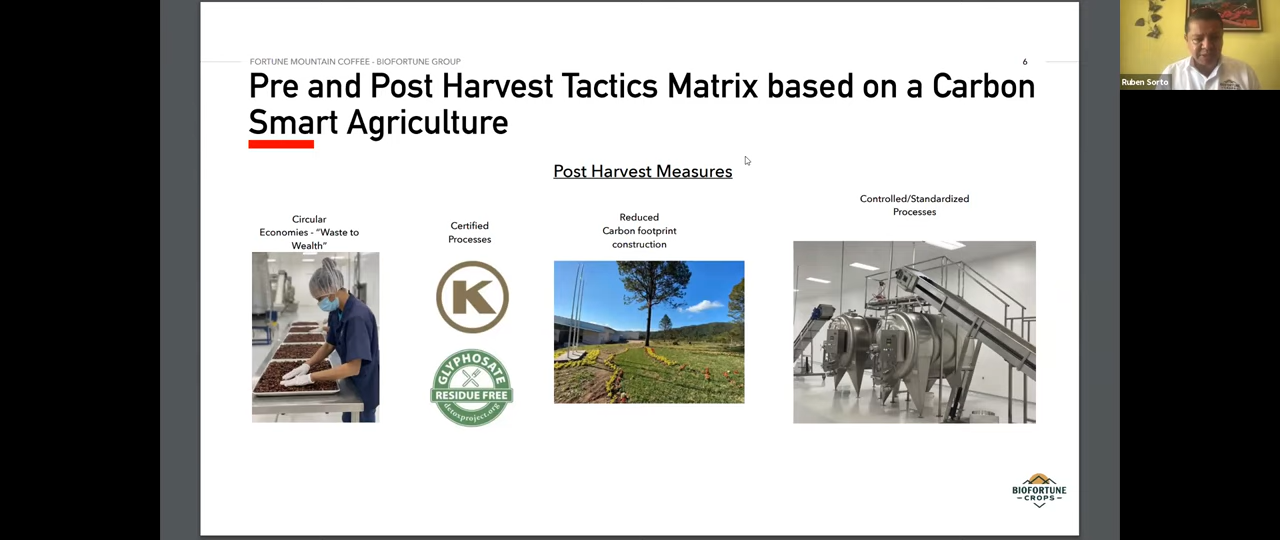 FORTUNE MOUNTAIN COFFEE - BIOFORTUNE GROUP
6
Pre and Post Harvest Tactics Matrix based on a Carbon
Smart Agriculture
Post Harvest Measures
Circular
Economies - “Waste to
Wealth”
Certified
Processes
K
GLYPHOSATE
RESIDUE FREE
detoxproject.org
Reduced
Carbon footprint
construction
Controlled/Standardized
Processes
BIOFORTUNE
CROPS
Ruben Sorto